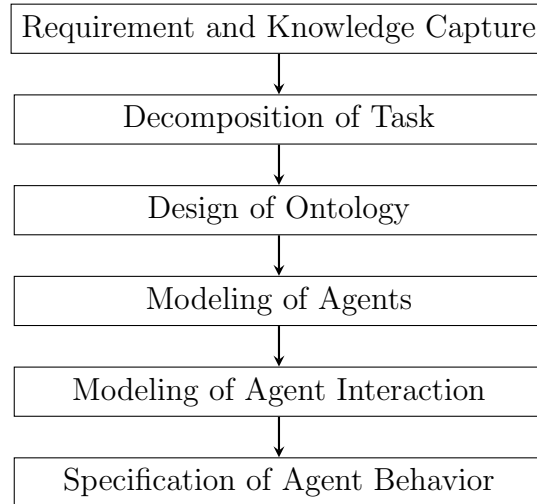 Requirement and Knowledge Capture
Decomposition of Task
Design of Ontology
Modeling of Agents
Modeling of Agent Interaction
Specification of Agent Behavior